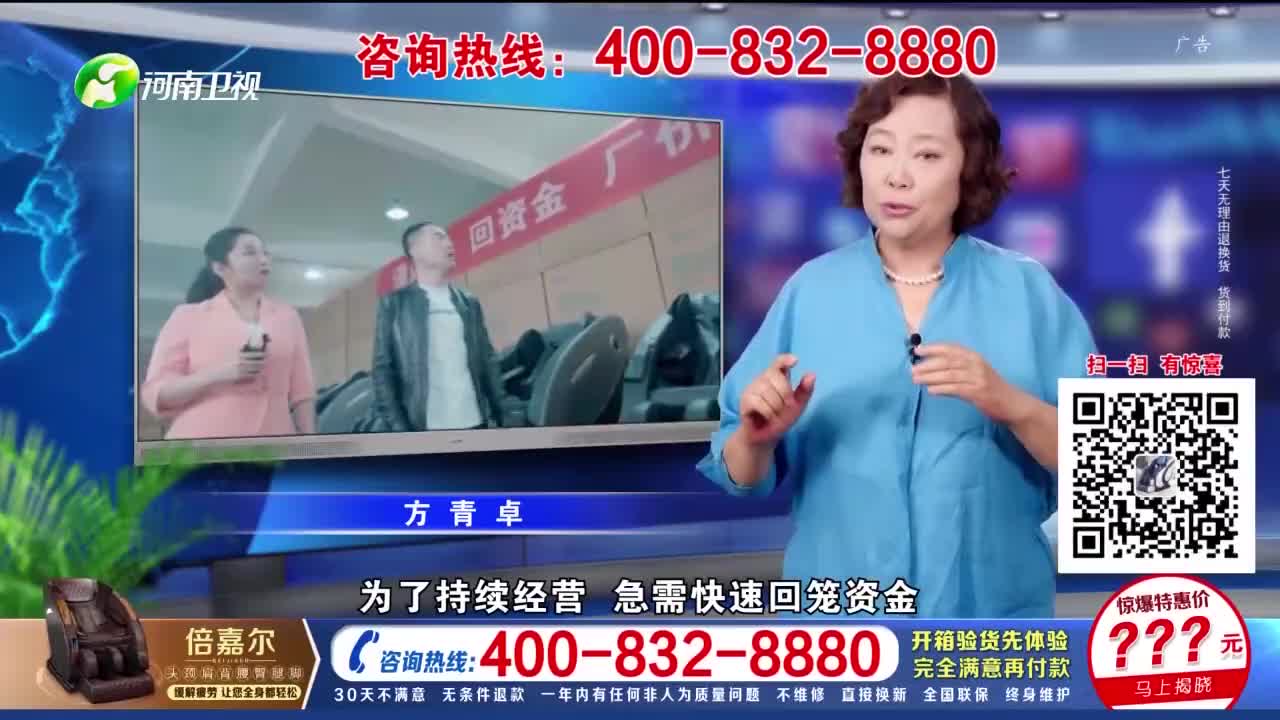 咨询热线：400-832-8880
广告
河南卫视
回资金 厂价
七天无理由退换货 货到付款
扫一扫 有惊喜
方青卓
为了持续经营 急需快速回笼资金
倍嘉尔
BEIJIAER
头颈肩背腰臀腿脚
缓解疲劳 让您全身都轻松
咨询热线:400-832-8880
开箱验货先体验
完全满意再付款
30天不满意 无条件退款 一年内有任何非人为质量问题 不维修 直接换新 全国联保 终身维护
惊爆特惠价
???元
马上揭晓